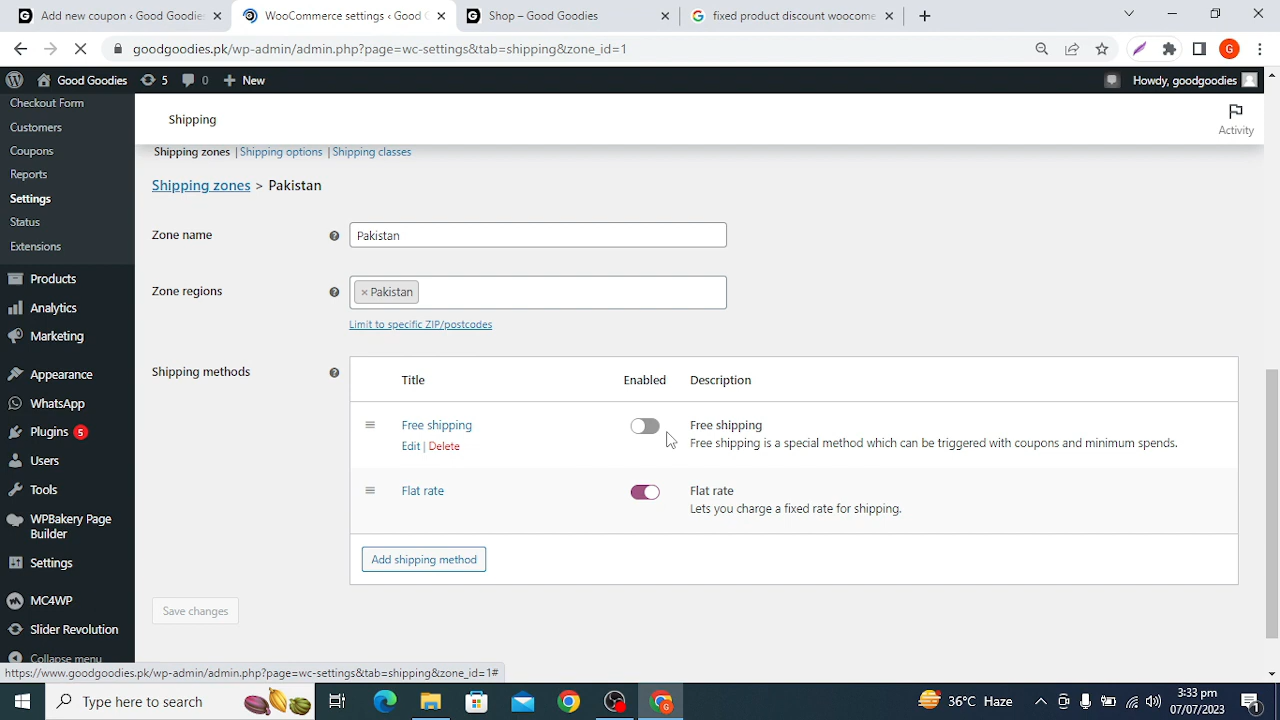 Add new coupon ‹ Good Goodies
WooCommerce settings ‹ Good G
Shop – Good Goodies
fixed product discount woocome
goodgoodies.pk/wp-admin/admin.php?page=wc-settings&tab=shipping&zone_id=1
G
Good Goodies
5
0
New
Howdy, goodgoodies
Checkout Form
Customers
Coupons
Reports
Settings
Status
Extensions
Products
Analytics
Marketing
Appearance
WhatsApp
Plugins 5
Users
Tools
WPBakery Page
Builder
Settings
MC4WP
Slider Revolution
Collapse menu
Shipping
Activity
Shipping zones | Shipping options | Shipping classes
Shipping zones > Pakistan
Zone name
Pakistan
Zone regions
× Pakistan
Limit to specific ZIP/postcodes
Shipping methods
Title Enabled Description
Free shipping
Edit | Delete
Free shipping
Free shipping is a special method which can be triggered with coupons and minimum spends.
Flat rate
Flat rate
Lets you charge a fixed rate for shipping.
Add shipping method
Save changes
https://www.goodgoodies.pk/wp-admin/admin.php?page=wc-settings&tab=shipping&zone_id=1#
Type here to search
36°C Haze
3:33 pm
07/07/2023
1